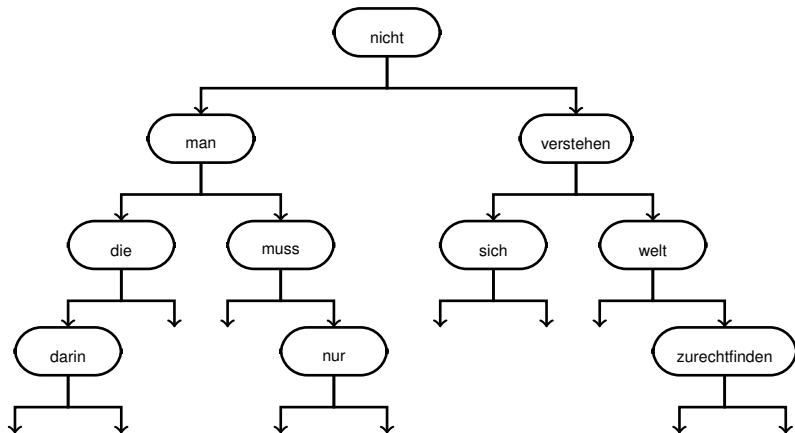 nicht
man verstehen
die muss sich welt
darin nur zurechtfinden